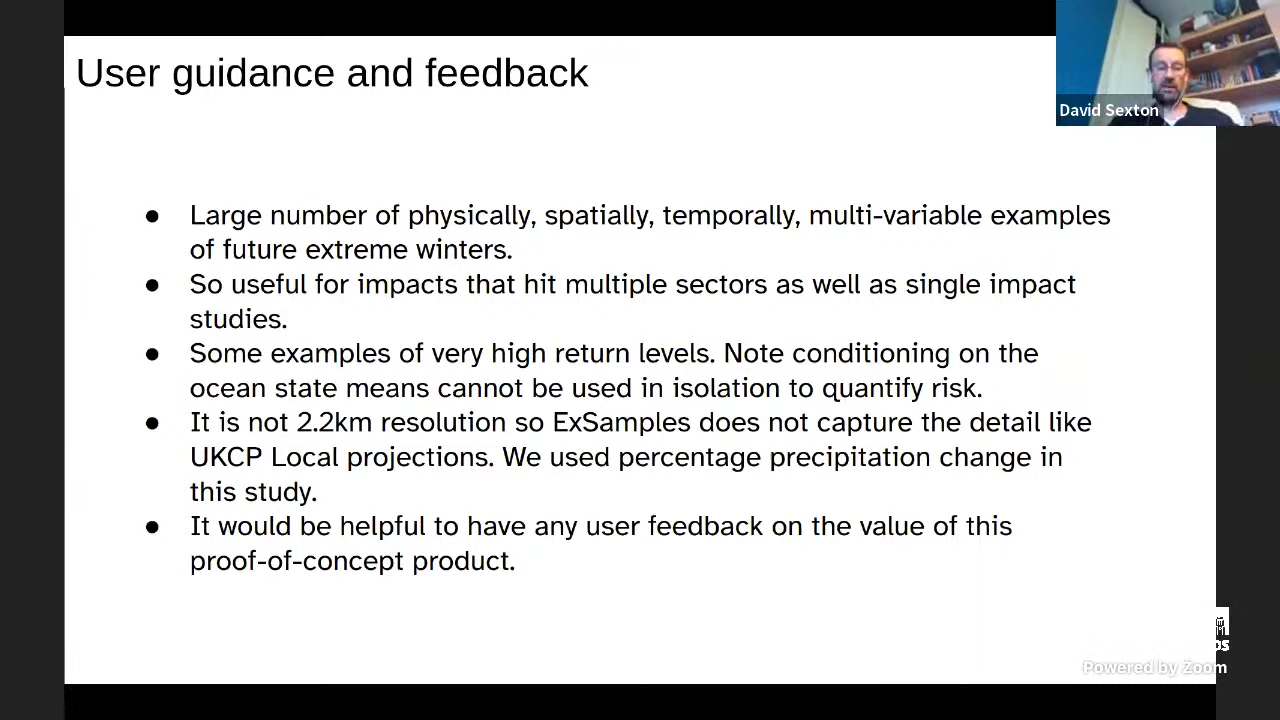 User guidance and feedback
David Sexton
● Large number of physically, spatially, temporally, multi-variable examples
of future extreme winters.
● So useful for impacts that hit multiple sectors as well as single impact
studies.
● Some examples of very high return levels. Note conditioning on the
ocean state means cannot be used in isolation to quantify risk.
● It is not 2.2km resolution so ExSamples does not capture the detail like
UKCP Local projections. We used percentage precipitation change in
this study.
● It would be helpful to have any user feedback on the value of this
proof-of-concept product.
Powered by Zoom